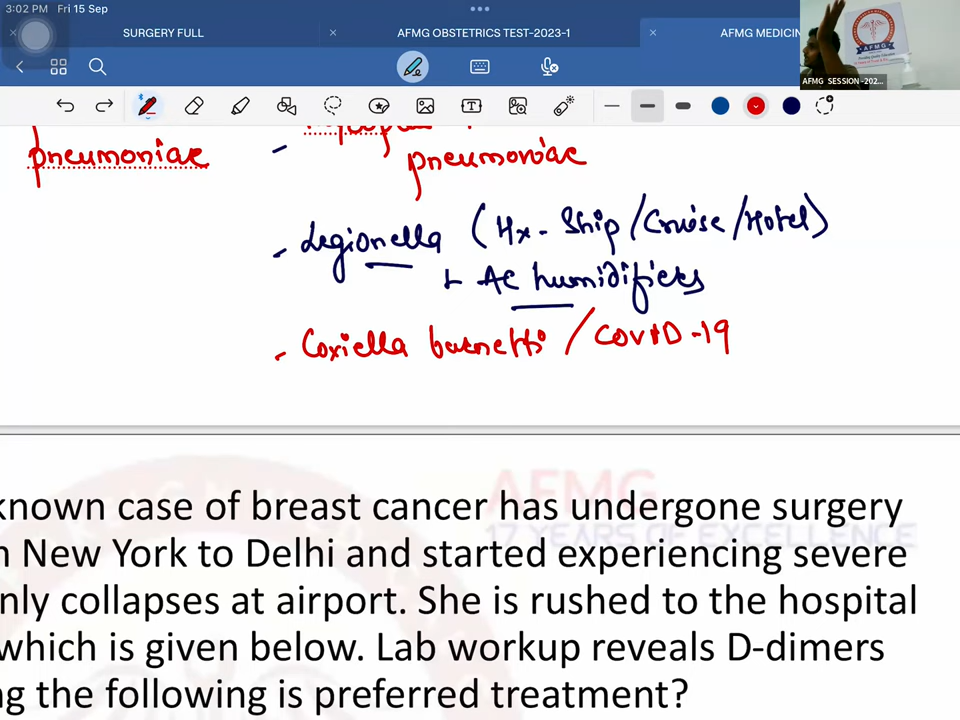 3:02 PM Fri 15 Sep
SURGERY FULL
AFMG OBSTETRICS TEST-2023-1
AFMG MEDICIN
AFMG SESSION -202...
AFMG
pneumoniae
pneumoniae
- Legionella (Hx - Ship / Cruise / Hotel)
AC humidifiers
- Coxiella burnetti / COVID-19
AFMG
17 YEARS OF EXCELLENCE
known case of breast cancer has undergone surgery
n New York to Delhi and started experiencing severe
nly collapses at airport. She is rushed to the hospital
which is given below. Lab workup reveals D-dimers
ng the following is preferred treatment?